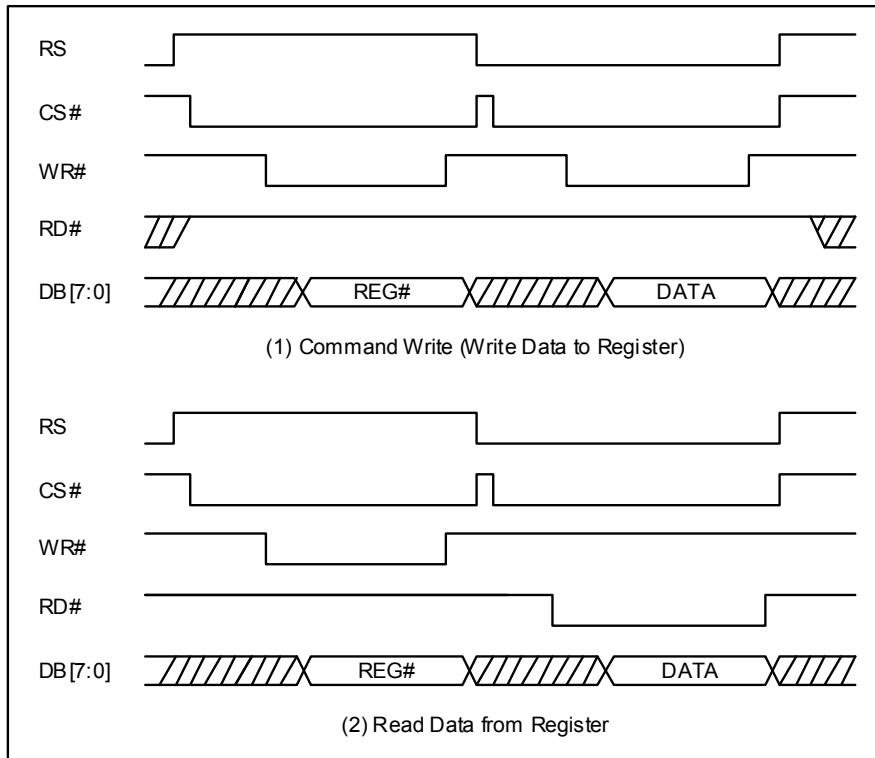 RS
CS#
WR#
RD#
DB[7:0] REG# DATA
(1) Command Write (Write Data to Register)
RS
CS#
WR#
RD#
DB[7:0] REG# DATA
(2) Read Data from Register